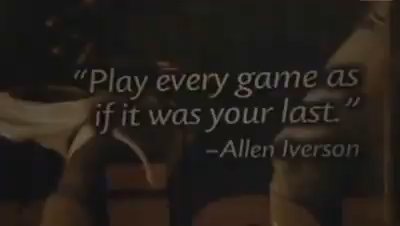 “Play every game as
if it was your last.”
–Allen Iverson